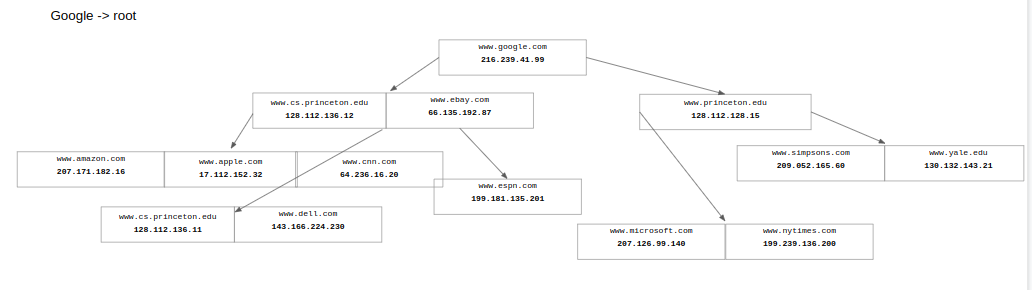 Google -> root
www.google.com
216.239.41.99
www.cs.princeton.edu
128.112.136.12
www.ebay.com
66.135.192.87
www.princeton.edu
128.112.128.15
www.amazon.com
207.171.182.16
www.apple.com
17.112.152.32
www.cnn.com
64.236.16.20
www.simpsons.com
209.052.165.60
www.yale.edu
130.132.143.21
www.espn.com
199.181.135.201
www.cs.princeton.edu
128.112.136.11
www.dell.com
143.166.224.230
www.microsoft.com
207.126.99.140
www.nytimes.com
199.239.136.200